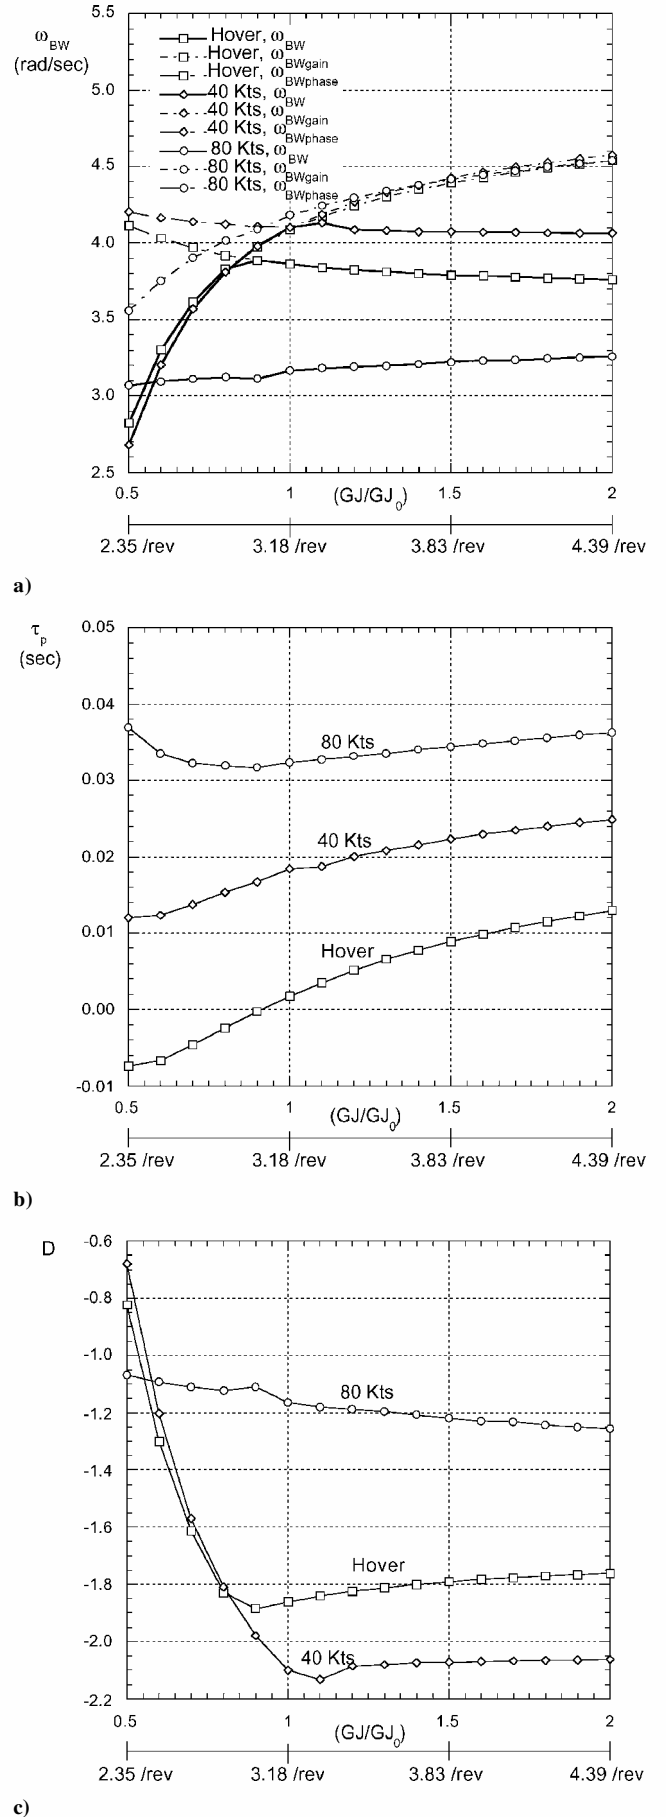 5.5
ω_BW
(rad/sec)
Hover, ω_BW
Hover, ω_BWgain
Hover, ω_BWphase
40 Kts, ω_BW
40 Kts, ω_BWgain
40 Kts, ω_BWphase
80 Kts, ω_BW
80 Kts, ω_BWgain
80 Kts, ω_BWphase
5.0
4.5
4.0
3.5
3.0
2.5
0.5 1 (GJ/GJ_0) 1.5 2
2.35 /rev 3.18 /rev 3.83 /rev 4.39 /rev
a)
0.05
τ_p
(sec)
0.04
80 Kts
0.03
40 Kts
0.02
0.01
Hover
0.00
-0.01
0.5 1 (GJ/GJ_0) 1.5 2
2.35 /rev 3.18 /rev 3.83 /rev 4.39 /rev
b)
D -0.6
-0.8
-1.0
80 Kts
-1.2
-1.4
-1.6
Hover
-1.8
-2.0
40 Kts
-2.2
0.5 1 (GJ/GJ_0) 1.5 2
2.35 /rev 3.18 /rev 3.83 /rev 4.39 /rev
c)